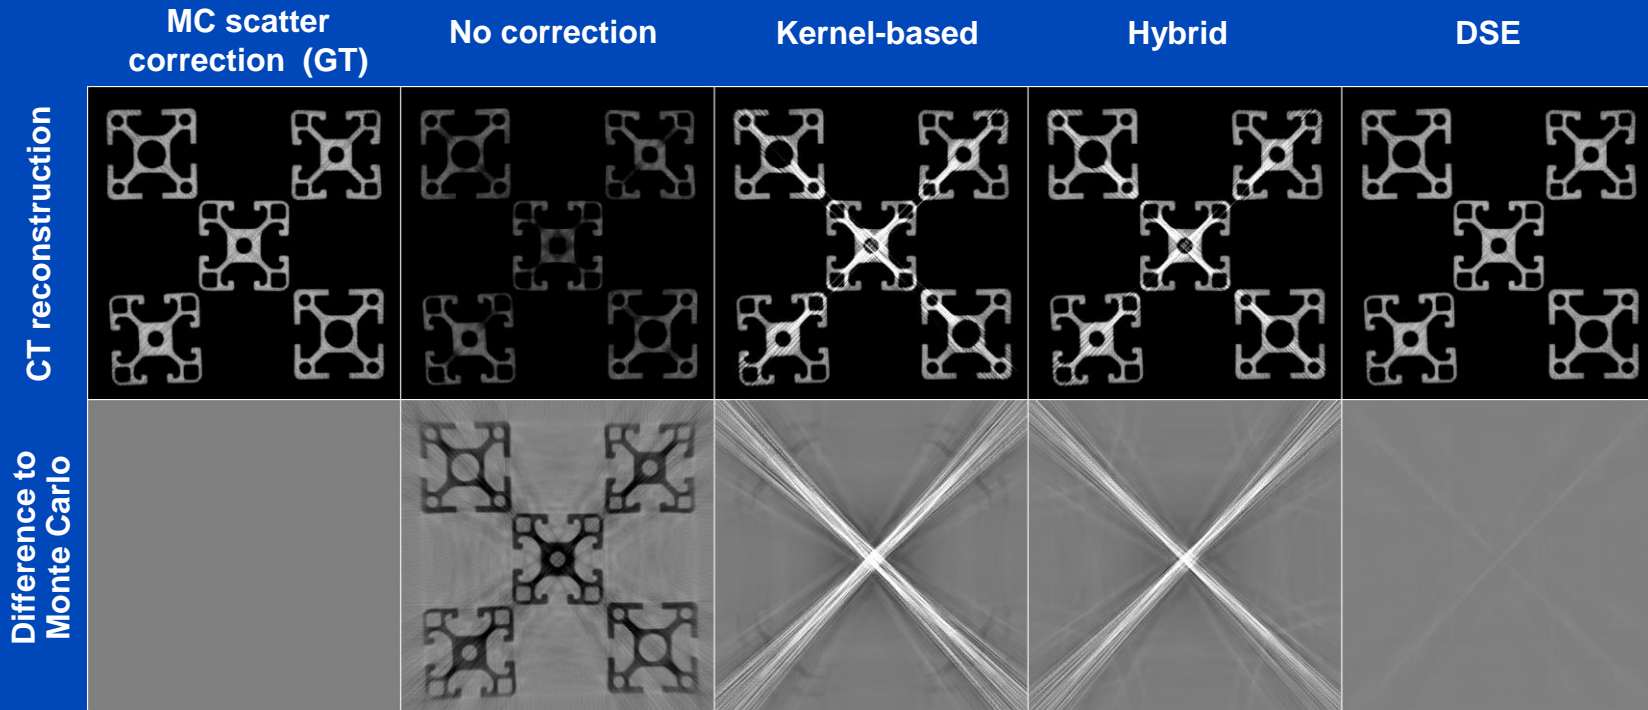 MC scatter
correction (GT)
No correction
Kernel-based
Hybrid
DSE
CT reconstruction
Difference to
Monte Carlo